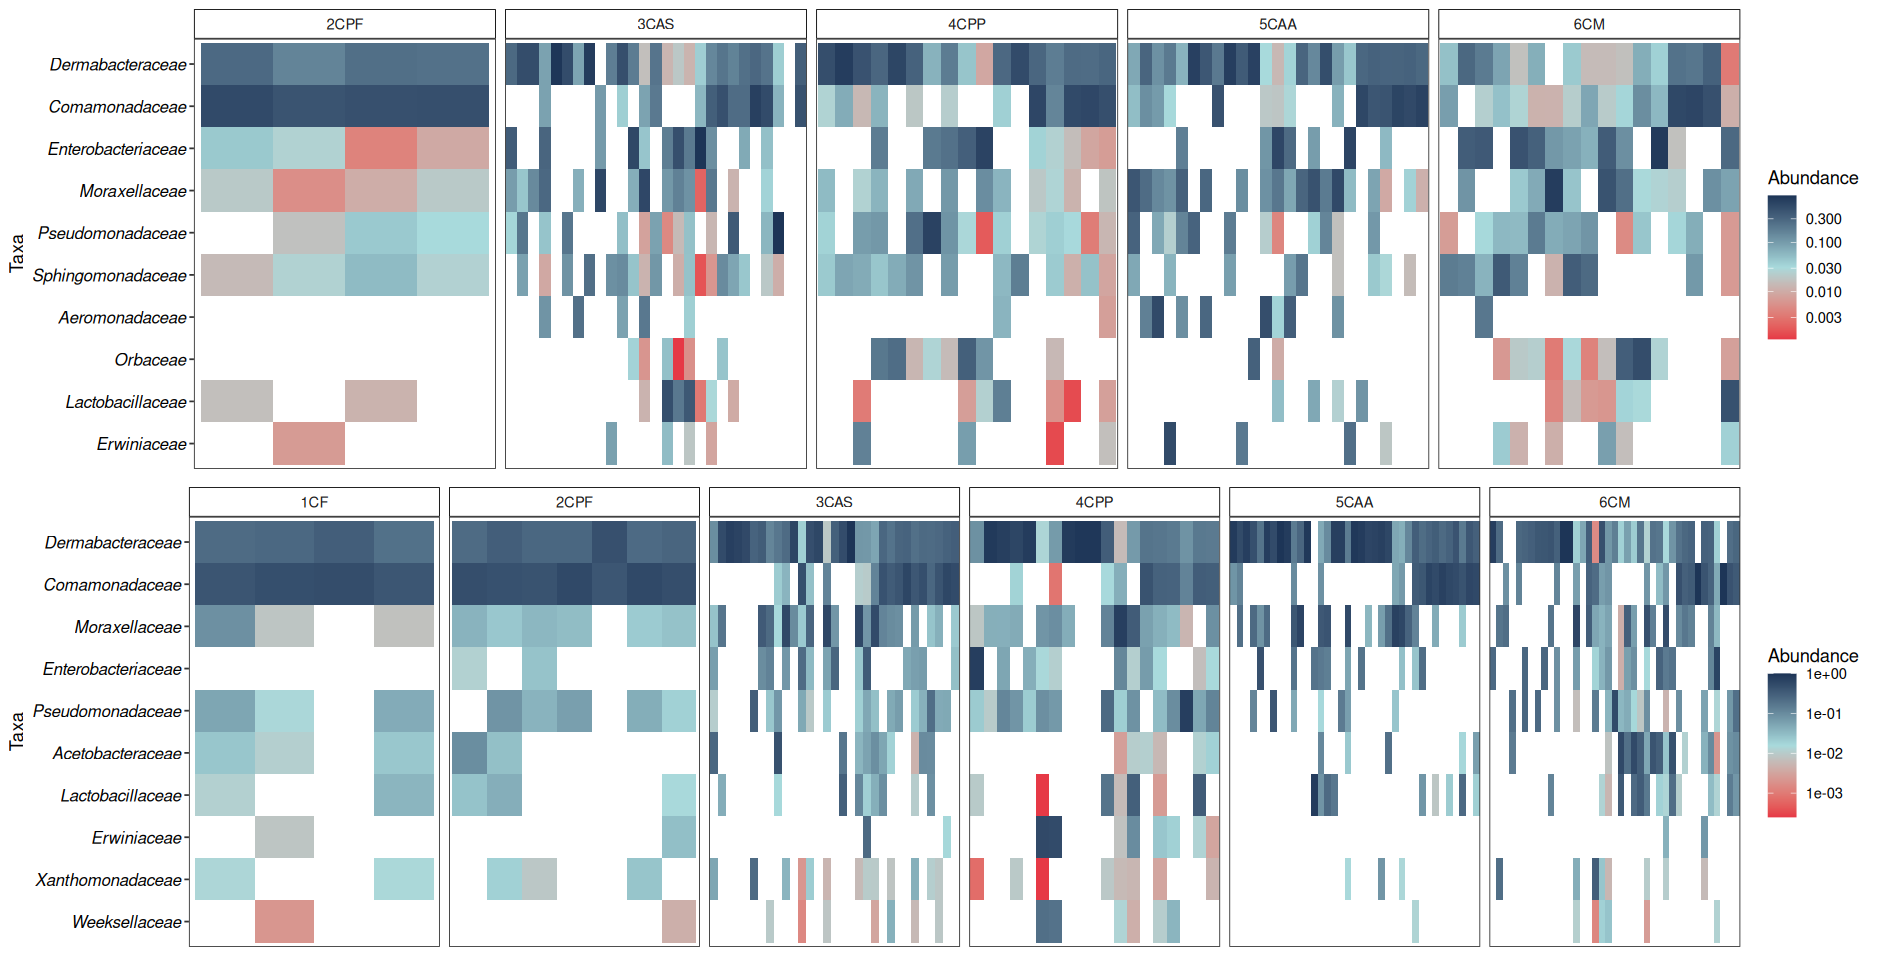 2CPF 3CAS 4CPP 5CAA 6CM
Dermabacteraceae
Comamonadaceae
Enterobacteriaceae
Moraxellaceae
Pseudomonadaceae
Sphingomonadaceae
Aeromonadaceae
Orbaceae
Lactobacillaceae
Erwiniaceae
Taxa
Abundance
0.300
0.100
0.030
0.010
0.003
1CF 2CPF 3CAS 4CPP 5CAA 6CM
Dermabacteraceae
Comamonadaceae
Moraxellaceae
Enterobacteriaceae
Pseudomonadaceae
Acetobacteraceae
Lactobacillaceae
Erwiniaceae
Xanthomonadaceae
Weeksellaceae
Taxa
Abundance
1e+00
1e-01
1e-02
1e-03